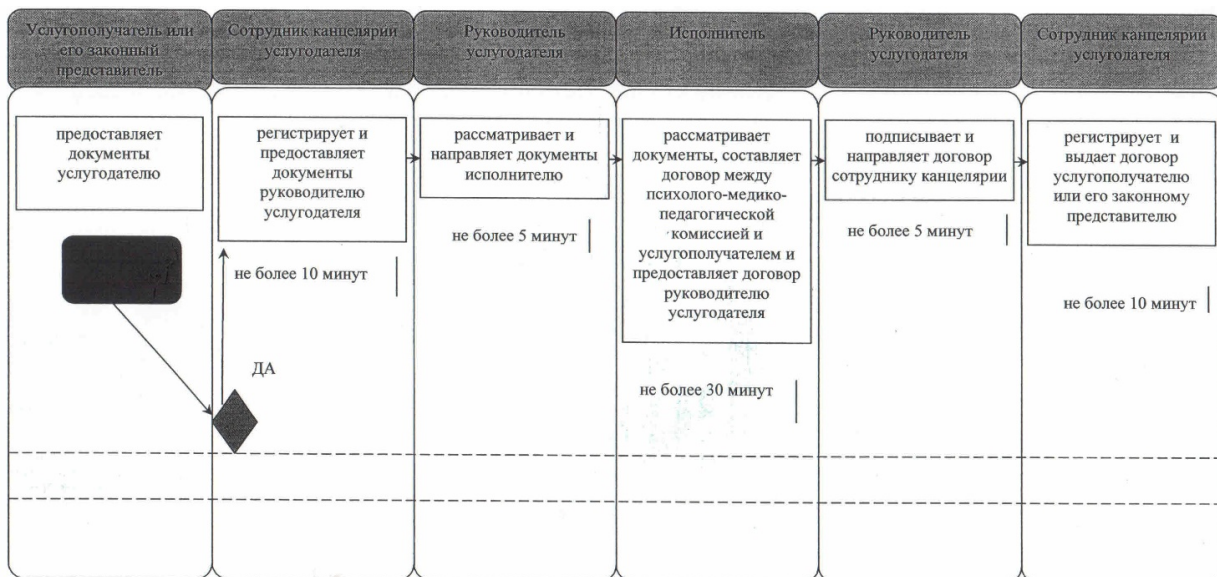 Услугополучатель или
его законный
представитель
Сотрудник канцелярии
услугодателя
Руководитель
услугодателя
Исполнитель
Руководитель
услугодателя
Сотрудник канцелярии
услугодателя
предоставляет
документы
услугодателю
регистрирует и
предоставляет
документы
руководителю
услугодателя
не более 10 минут
ДА
рассматривает и
направляет документы
исполнителю
не более 5 минут
рассматривает
документы, составляет
договор между
психолого-медико-
педагогической
комиссией и
услугополучателем и
предоставляет договор
руководителю
услугодателя
не более 30 минут
подписывает и
направляет договор
сотруднику канцелярии
не более 5 минут
регистрирует и
выдает договор
услугополучателю
или его законному
представителю
не более 10 минут